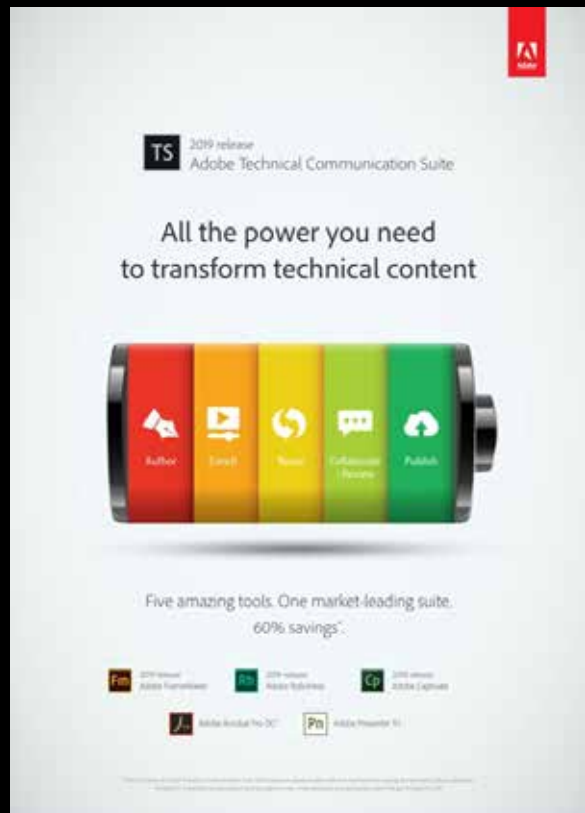 Adobe
TS
2019 release
Adobe Technical Communication Suite
All the power you need
to transform technical content
Author
Enrich
Reuse
Collaborate
Review
Publish
Five amazing tools. One market-leading suite.
60% savings*.
Fm
2019 release
Adobe FrameMaker
Rh
2019 release
Adobe RoboHelp
Cp
2019 release
Adobe Captivate
Adobe Acrobat Pro DC
Pn
Adobe Presenter